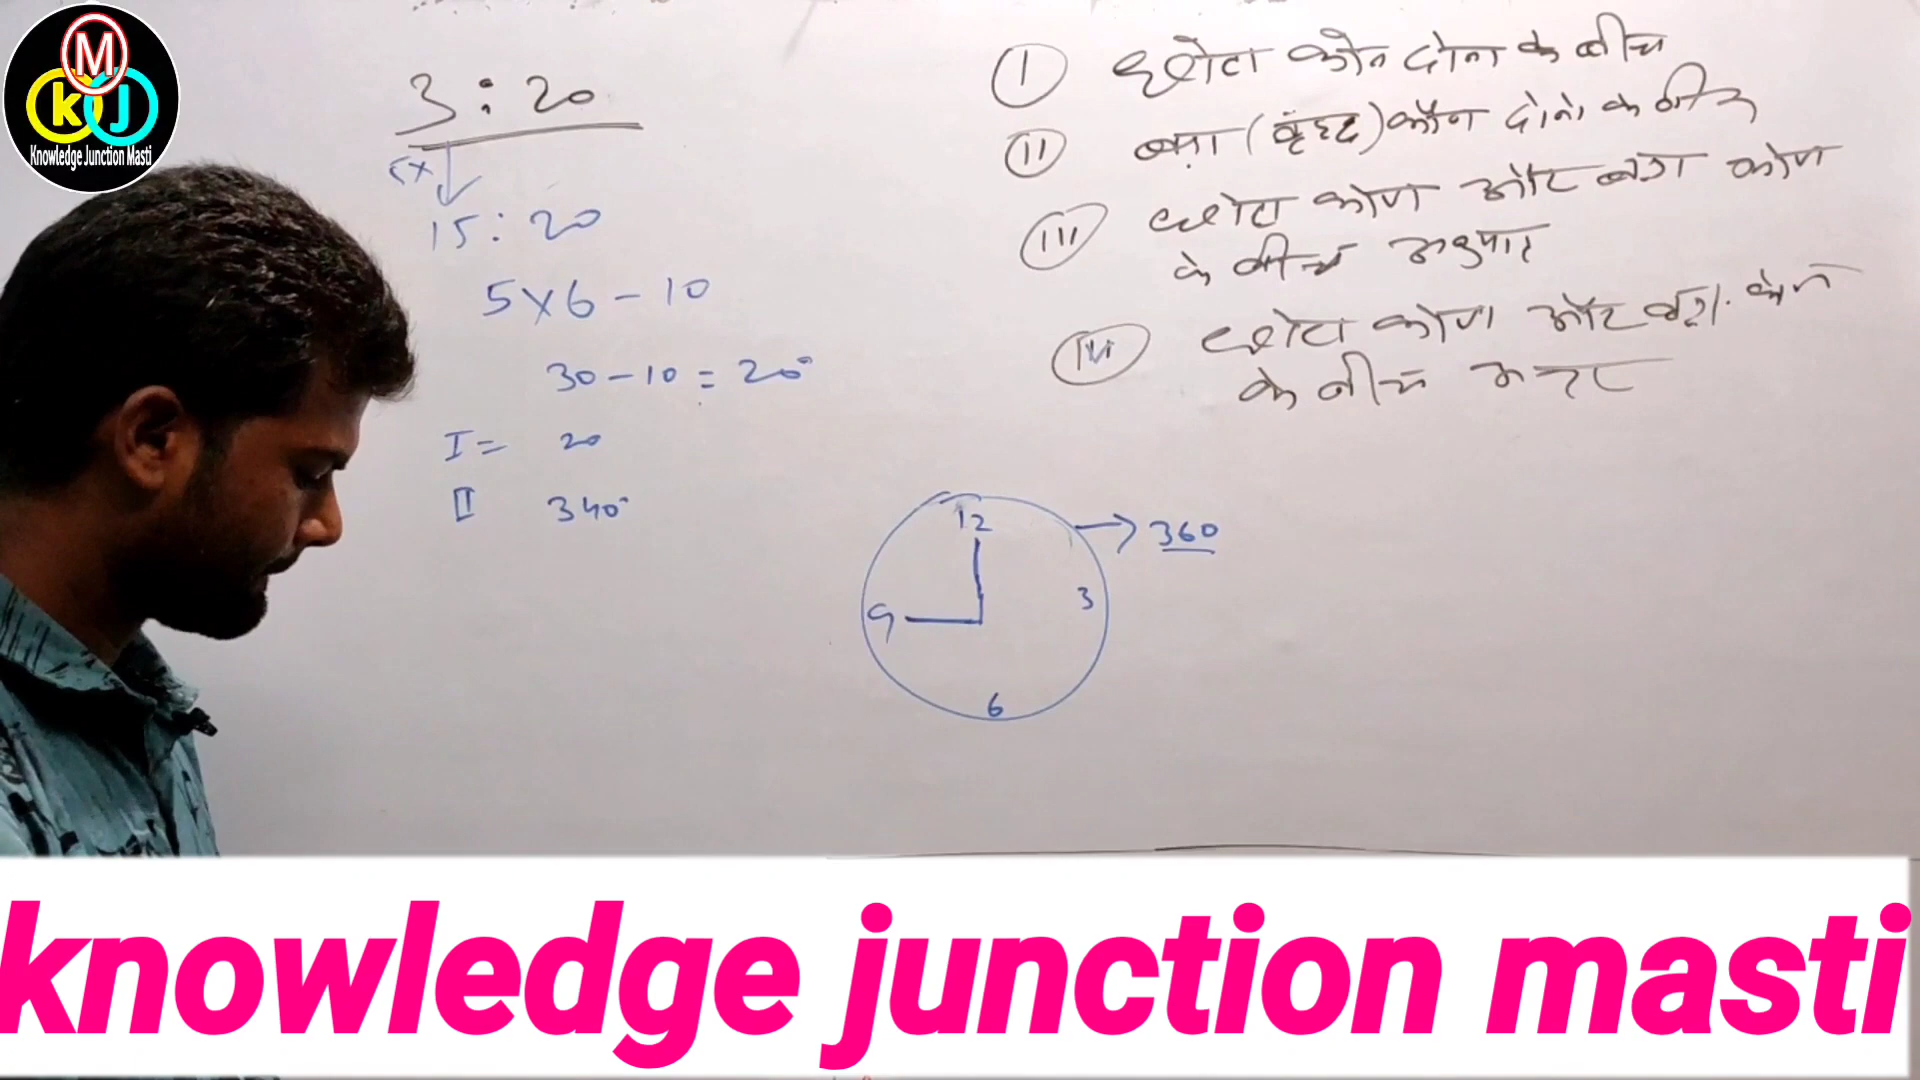 M
k J
Knowledge Junction Masti
3 : 20
5x
15 : 20
5x6 - 10
30 - 10 = 20°
I = 20
II 340°
I छोटा कोन दोनो के बीच
II बड़ा (वृहद) कोण दोनो के बीच
III छोटा कोण और बड़ा कोण
के बीच अनुपात
IV छोटा कोण और बड़ा कोण
के बीच अन्तर
12
360
3
9
6
knowledge junction masti